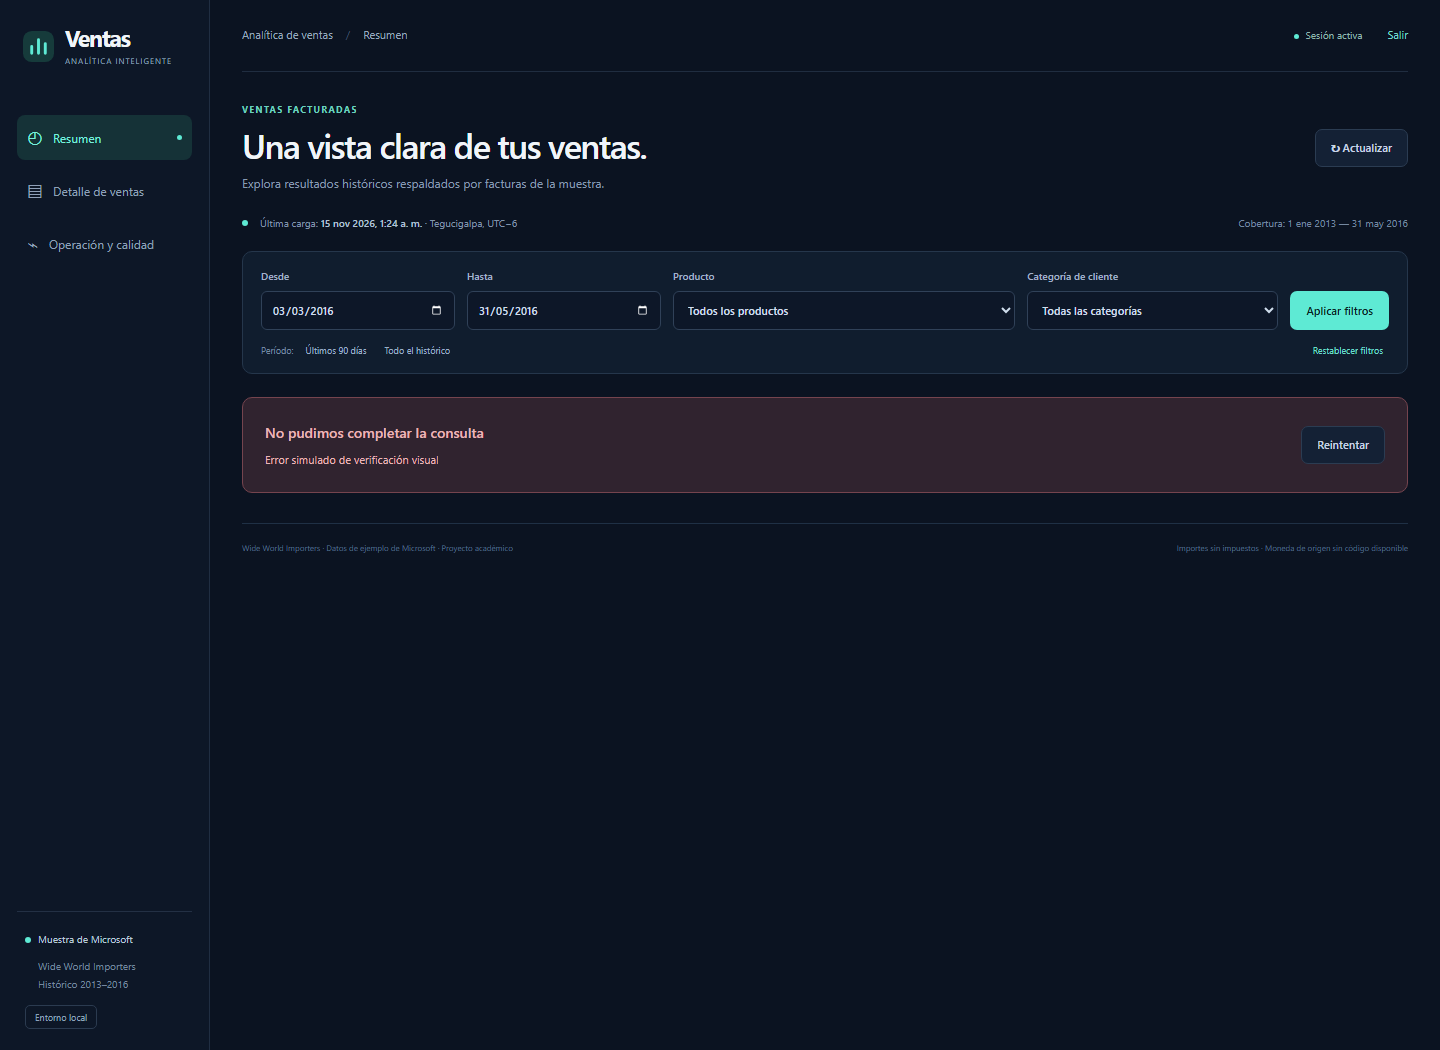 Ventas
ANALÍTICA INTELIGENTE
Resumen
Detalle de ventas
Operación y calidad
Muestra de Microsoft
Wide World Importers
Histórico 2013–2016
Entorno local
Analítica de ventas / Resumen
Sesión activa
Salir
VENTAS FACTURADAS
Una vista clara de tus ventas.
↻ Actualizar
Explora resultados históricos respaldados por facturas de la muestra.
Última carga: 15 nov 2026, 1:24 a. m. · Tegucigalpa, UTC−6
Cobertura: 1 ene 2013 — 31 may 2016
Desde
Hasta
Producto
Categoría de cliente
03/03/2016
31/05/2016
Todos los productos
Todas las categorías
Aplicar filtros
Período:
Últimos 90 días
Todo el histórico
Restablecer filtros
No pudimos completar la consulta
Error simulado de verificación visual
Reintentar
Wide World Importers · Datos de ejemplo de Microsoft · Proyecto académico
Importes sin impuestos · Moneda de origen sin código disponible